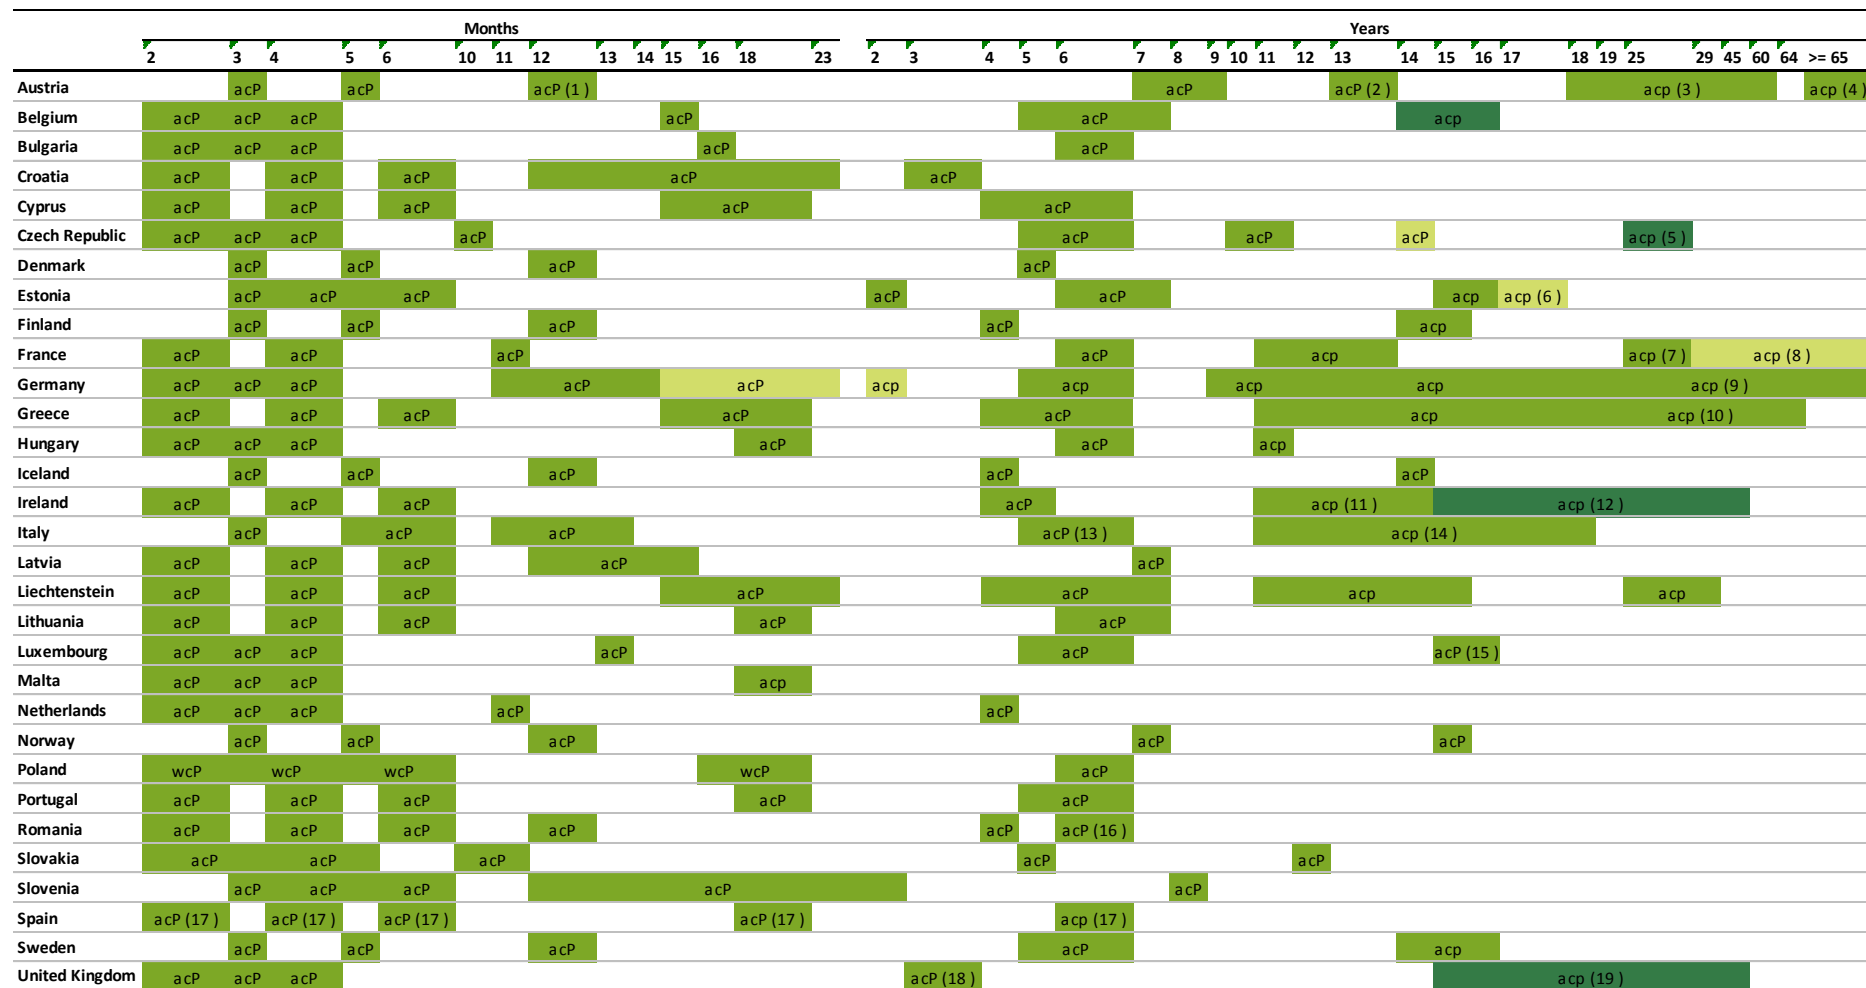 Months Years
2 3 4 5 6 10 11 12 13 14 15 16 18 23 2 3 4 5 6 7 8 9 10 11 12 13 14 15 16 17 18 19 25 29 45 60 64 >= 65
Austria acP acP acP (1 ) acP acP (2 ) acp (3 ) acp (4 )
Belgium acP acP acP acP acP acp
Bulgaria acP acP acP acP acP
Croatia acP acP acP acP acP
Cyprus acP acP acP acP acP
Czech Republic acP acP acP acP acP acP acP acp (5 )
Denmark acP acP acP acP
Estonia acP acP acP acP acP acp acp (6 )
Finland acP acP acP acP acp
France acP acP acP acP acp acp (7 ) acp (8 )
Germany acP acP acP acP acP acp acp acp acp acp (9 )
Greece acP acP acP acP acP acp acp (10 )
Hungary acP acP acP acP acP acp
Iceland acP acP acP acP acP
Ireland acP acP acP acP acp (11 ) acp (12 )
Italy acP acP acP acP (13 ) acp (14 )
Latvia acP acP acP acP acP
Liechtenstein acP acP acP acP acP acp acp
Lithuania acP acP acP acP acP
Luxembourg acP acP acP acP acP acP (15 )
Malta acP acP acP acp
Netherlands acP acP acP acP acP
Norway acP acP acP acP acP
Poland wcP wcP wcP wcP acP
Portugal acP acP acP acP acP
Romania acP acP acP acP acP acP (16 )
Slovakia acP acP acP acP acP
Slovenia acP acP acP acP acP
Spain acP (17 ) acP (17 ) acP (17 ) acP (17 ) acp (17 )
Sweden acP acP acP acP acp
United Kingdom acP acP acP acP (18 ) acp (19 )